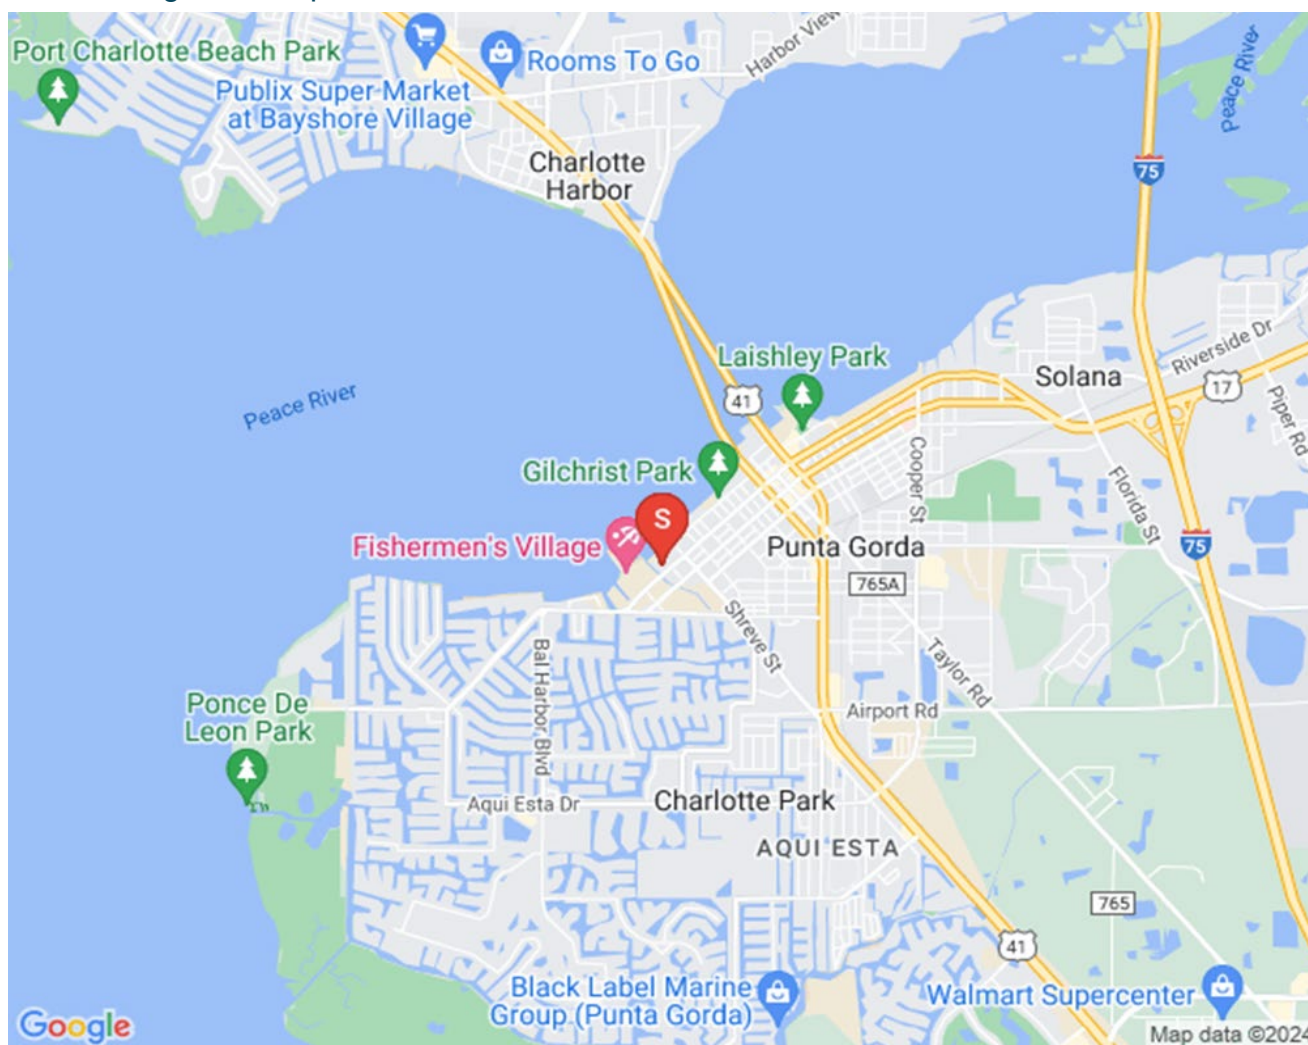 Port Charlotte Beach Park
Rooms To Go
Publix Super Market
at Bayshore Village
Harbor View
Peace River
Charlotte
Harbor
75
Laishley Park
Riverside Dr
Solana
17
41
Peace River
Piper Rd
Gilchrist Park
Cooper St
Florida St
S
Fishermen's Village
Punta Gorda
75
765A
Shreve St
Taylor Rd
Bal Harbor Blvd
Ponce De
Leon Park
Airport Rd
Aqui Esta Dr
Charlotte Park
AQUI ESTA
765
41
Black Label Marine
Group (Punta Gorda)
Walmart Supercenter
Google
Map data ©2024